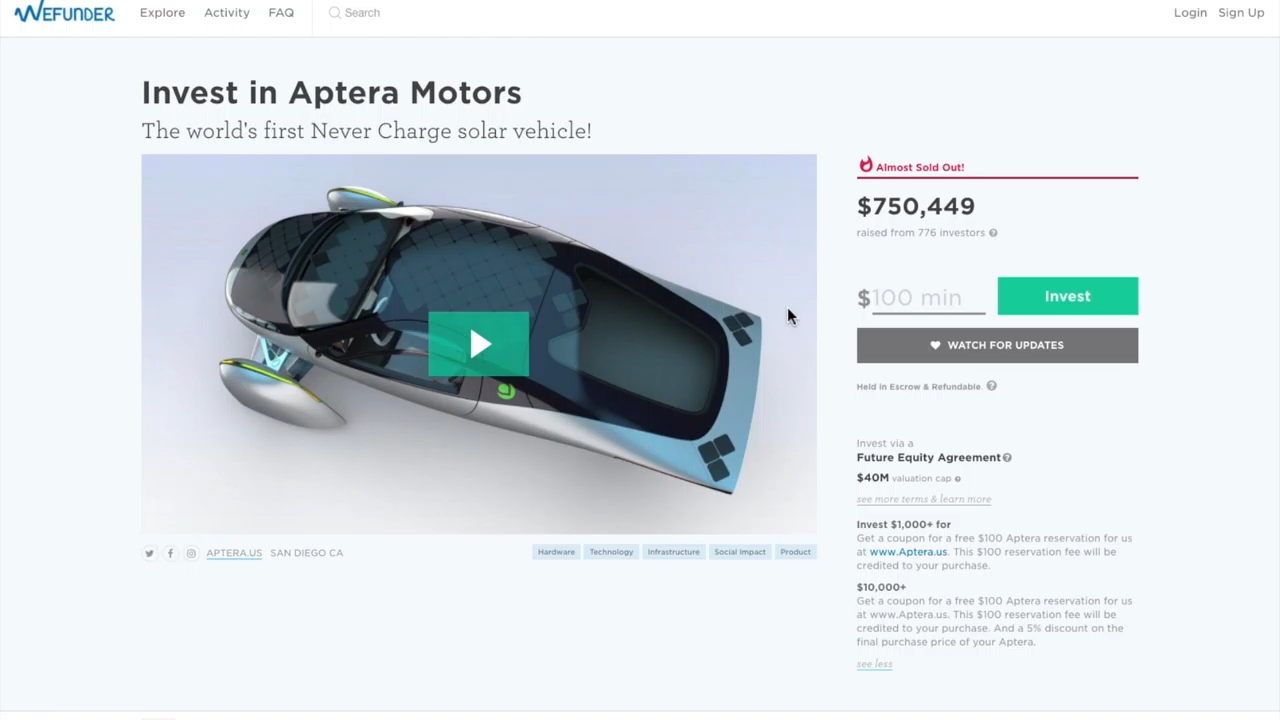 WEFUNDER Explore Activity FAQ Search Login Sign Up
Invest in Aptera Motors
The world's first Never Charge solar vehicle!
Almost Sold Out!
$750,449
raised from 776 investors
$100 min Invest
WATCH FOR UPDATES
Held in Escrow & Refundable.
Invest via a
Future Equity Agreement
$40M valuation cap
see more terms & learn more
Invest $1,000+ for
Get a coupon for a free $100 Aptera reservation for us
at www.Aptera.us. This $100 reservation fee will be
credited to your purchase.
$10,000+
Get a coupon for a free $100 Aptera reservation for us
at www.Aptera.us. This $100 reservation fee will be
credited to your purchase. And a 5% discount on the
final purchase price of your Aptera.
see less
APTERA.US SAN DIEGO CA
Hardware Technology Infrastructure Social Impact Product